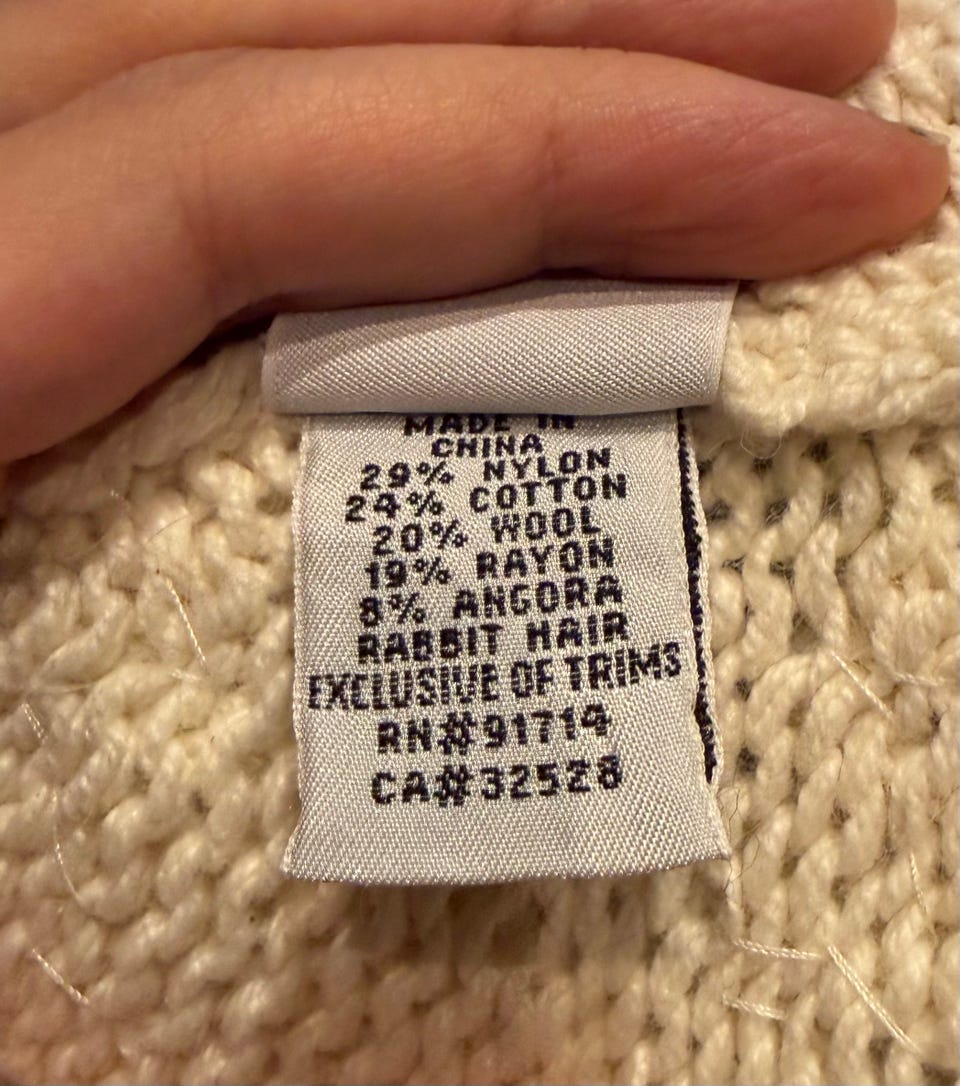 MADE IN
CHINA
29% NYLON
24% COTTON
20% WOOL
19% RAYON
8% ANGORA
RABBIT HAIR
EXCLUSIVE OF TRIMS
RN#91714
CA#32528